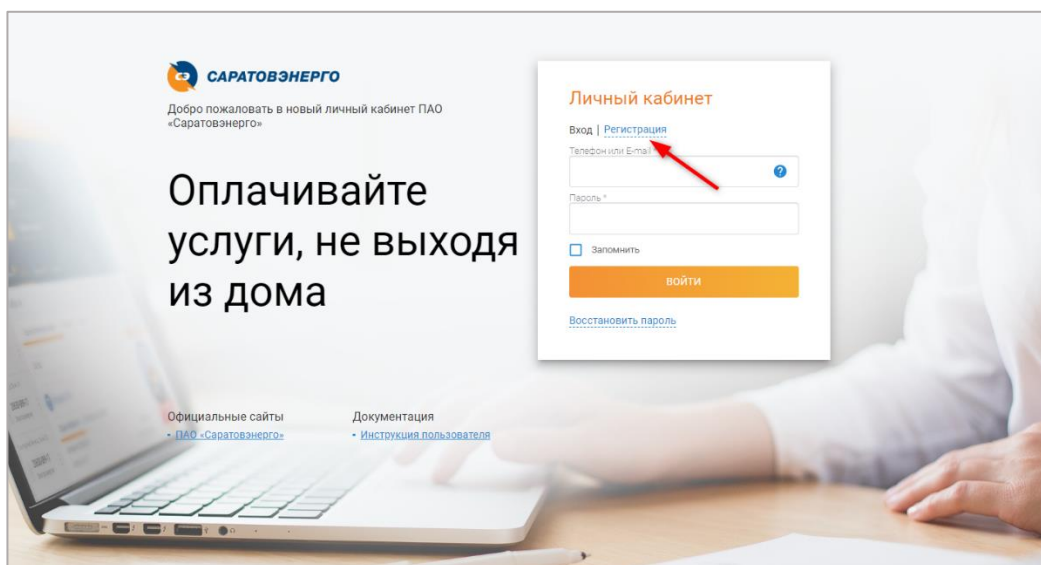 САРАТОВЭНЕРГО
Добро пожаловать в новый личный кабинет ПАО
«Саратовэнерго»
Оплачивайте
услуги, не выходя
из дома
Официальные сайты
ПАО «Саратовэнерго»
Документация
Инструкция пользователя
Личный кабинет
Вход | Регистрация
Телефон или E-mail *
?
Пароль *
Запомнить
ВОЙТИ
Восстановить пароль